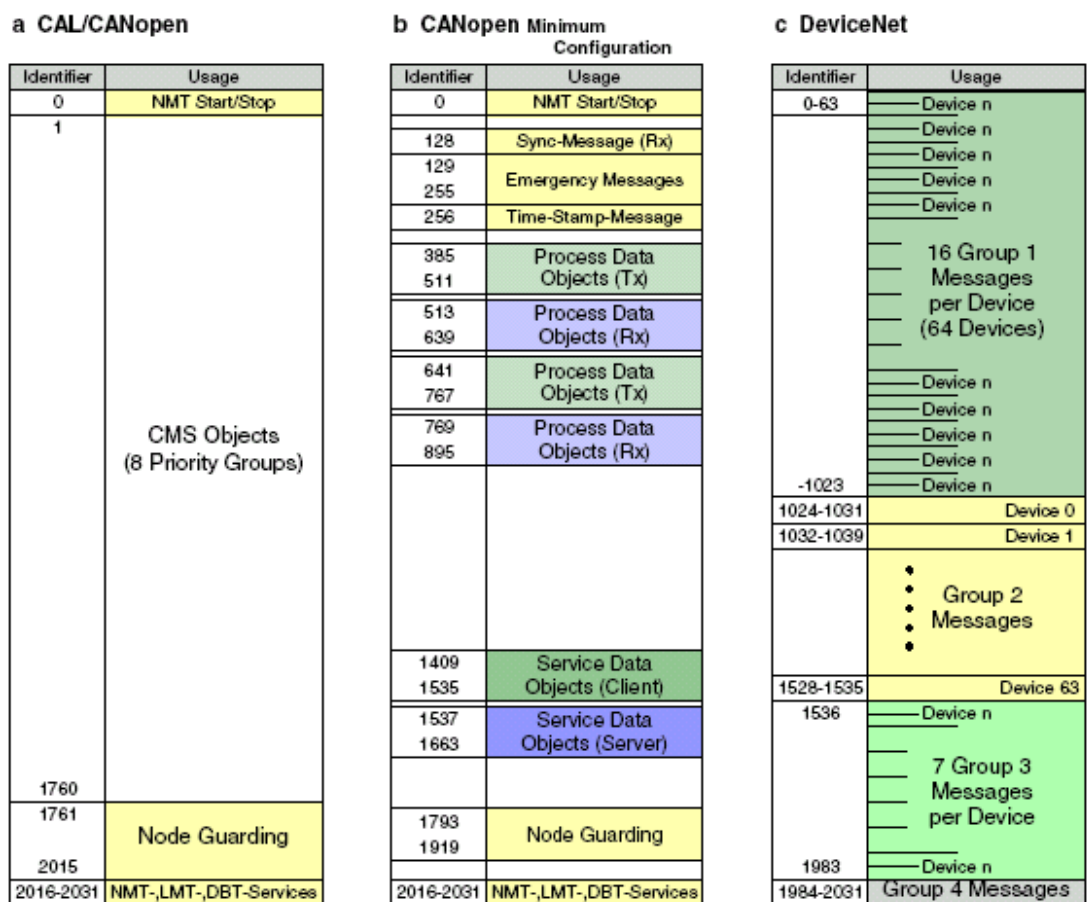 a CAL/CANopen
Identifier Usage
0 NMT Start/Stop
1
CMS Objects
(8 Priority Groups)
1760
1761
Node Guarding
2015
2016-2031 NMT-,LMT-,DBT-Services
b CANopen Minimum
Configuration
Identifier Usage
0 NMT Start/Stop
128 Sync-Message (Rx)
129
Emergency Messages
255
256 Time-Stamp-Message
385 Process Data
511 Objects (Tx)
513 Process Data
639 Objects (Rx)
641 Process Data
767 Objects (Tx)
769 Process Data
895 Objects (Rx)
1409 Service Data
1535 Objects (Client)
1537 Service Data
1663 Objects (Server)
1793
Node Guarding
1919
2016-2031 NMT-,LMT-,DBT-Services
c DeviceNet
Identifier Usage
0-63 Device n
Device n
Device n
Device n
Device n
16 Group 1
Messages
per Device
(64 Devices)
Device n
Device n
Device n
Device n
-1023 Device n
1024-1031 Device 0
1032-1039 Device 1
Group 2
Messages
1528-1535 Device 63
1536 Device n
7 Group 3
Messages
per Device
1983 Device n
1984-2031 Group 4 Messages